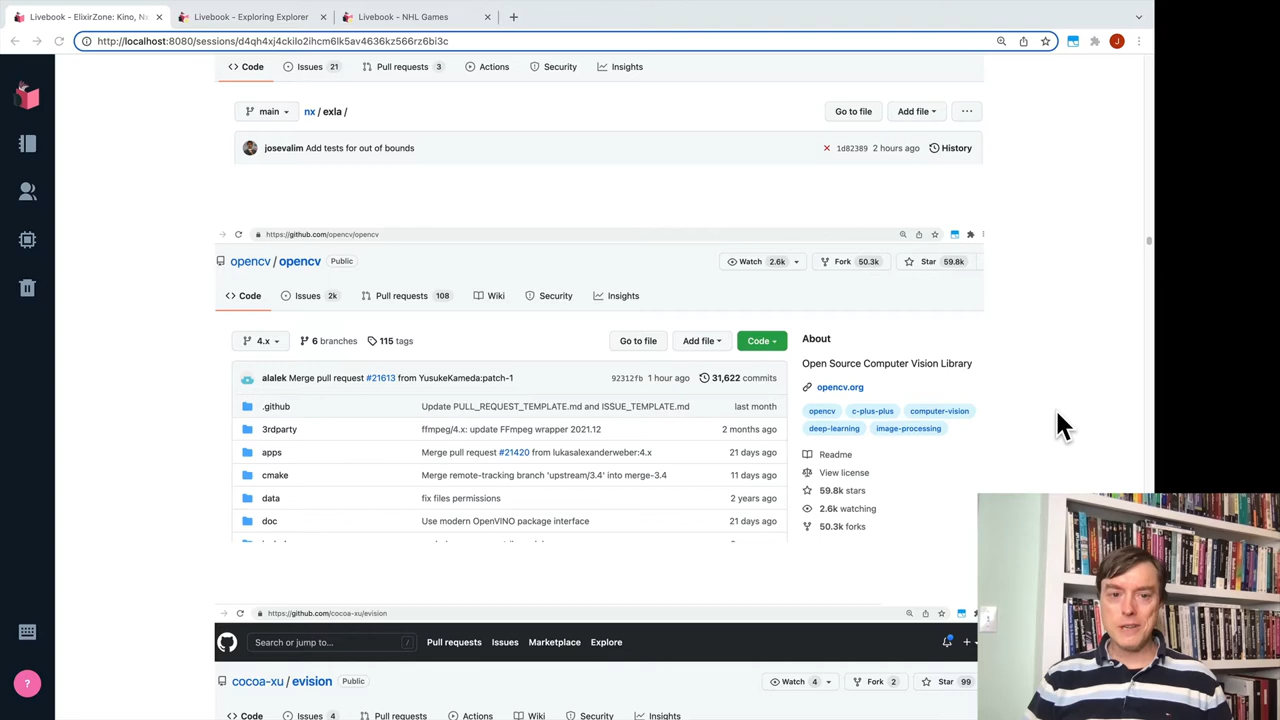 Livebook - ElixirZone: Kino, Nx
Livebook - Exploring Explorer
Livebook - NHL Games
http://localhost:8080/sessions/d4qh4xj4ckilo2ihcm6lk5av4636kz566rz6bi3c
J
Code
Issues 21
Pull requests 3
Actions
Security
Insights
main
nx / exla /
Go to file
Add file
josevalim Add tests for out of bounds
1d82389 2 hours ago
History
https://github.com/opencv/opencv
opencv / opencv
Public
Watch 2.6k
Fork 50.3k
Star 59.8k
Code
Issues 2k
Pull requests 108
Wiki
Security
Insights
4.x
6 branches
115 tags
Go to file
Add file
Code
About
Open Source Computer Vision Library
alalek Merge pull request #21613 from YusukeKameda:patch-1
92312fb 1 hour ago
31,622 commits
opencv.org
.github
Update PULL_REQUEST_TEMPLATE.md and ISSUE_TEMPLATE.md
last month
opencv
c-plus-plus
computer-vision
3rdparty
ffmpeg/4.x: update FFmpeg wrapper 2021.12
2 months ago
deep-learning
image-processing
apps
Merge pull request #21420 from lukasalexanderweber:4.x
21 days ago
Readme
cmake
Merge remote-tracking branch 'upstream/3.4' into merge-3.4
11 days ago
View license
data
fix files permissions
2 years ago
59.8k stars
2.6k watching
doc
Use modern OpenVINO package interface
21 days ago
50.3k forks
https://github.com/cocoa-xu/evision
Search or jump to...
/
Pull requests
Issues
Marketplace
Explore
cocoa-xu / evision
Public
Watch 4
Fork 2
Star 99
Code
Issues 4
Pull requests
Actions
Wiki
Security
Insights
?